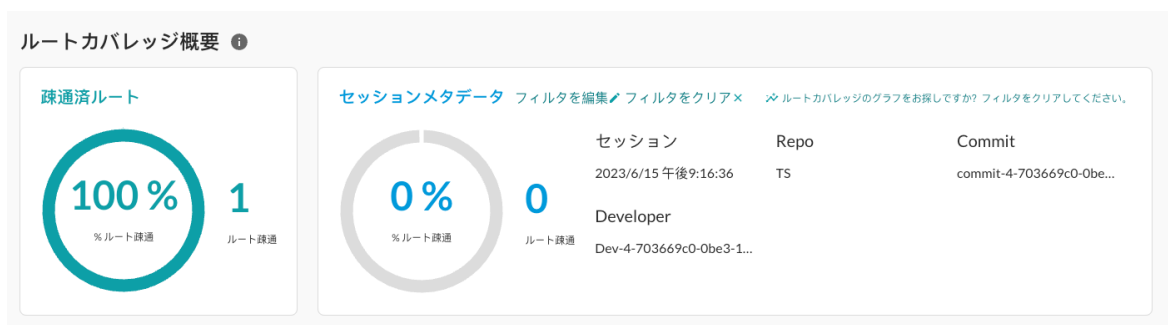 ルートカバレッジ概要
疎通済ルート
100 %
% ルート疎通
1
ルート疎通
セッションメタデータ フィルタを編集 フィルタをクリア× ルートカバレッジのグラフをお探しですか? フィルタをクリアしてください。
0 %
% ルート疎通
0
ルート疎通
セッション Repo Commit
2023/6/15 午後9:16:36 TS commit-4-703669c0-0be...
Developer
Dev-4-703669c0-0be3-1...